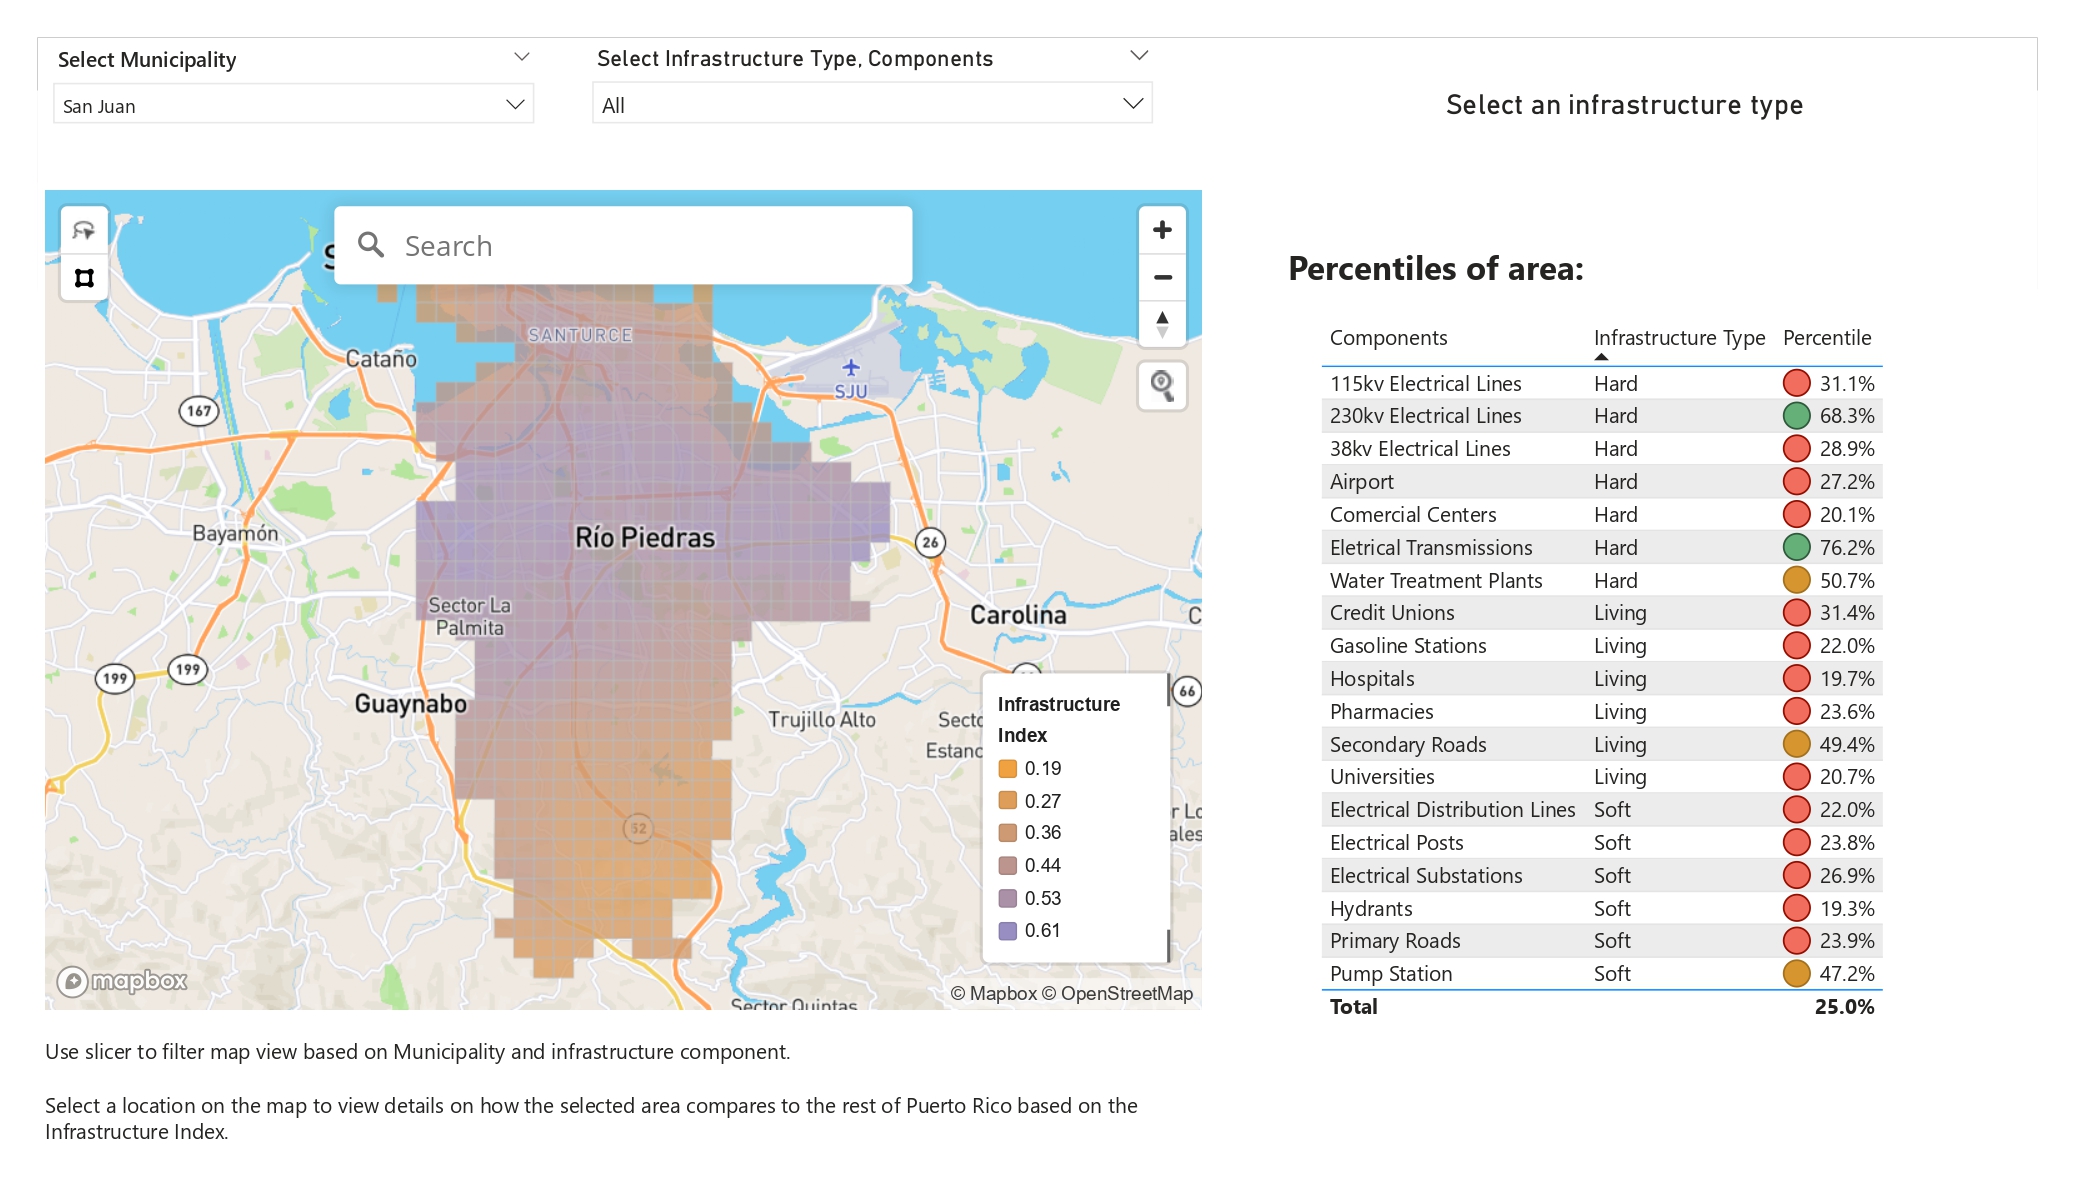 Select Municipality
San Juan
Select Infrastructure Type, Components
All
Select an infrastructure type
Search
SANTURCE
Cataño
SJU
167
Bayamón
Río Piedras
26
Sector La
Palmita
Carolina
199
199
Guaynabo
Trujillo Alto
66
52
Infrastructure
Index
0.19
0.27
0.36
0.44
0.53
0.61
mapbox
Sector Quintas
© Mapbox © OpenStreetMap
Percentiles of area:
Components Infrastructure Type Percentile
115kv Electrical Lines Hard 31.1%
230kv Electrical Lines Hard 68.3%
38kv Electrical Lines Hard 28.9%
Airport Hard 27.2%
Comercial Centers Hard 20.1%
Eletrical Transmissions Hard 76.2%
Water Treatment Plants Hard 50.7%
Credit Unions Living 31.4%
Gasoline Stations Living 22.0%
Hospitals Living 19.7%
Pharmacies Living 23.6%
Secondary Roads Living 49.4%
Universities Living 20.7%
Electrical Distribution Lines Soft 22.0%
Electrical Posts Soft 23.8%
Electrical Substations Soft 26.9%
Hydrants Soft 19.3%
Primary Roads Soft 23.9%
Pump Station Soft 47.2%
Total 25.0%
Use slicer to filter map view based on Municipality and infrastructure component.
Select a location on the map to view details on how the selected area compares to the rest of Puerto Rico based on the
Infrastructure Index.